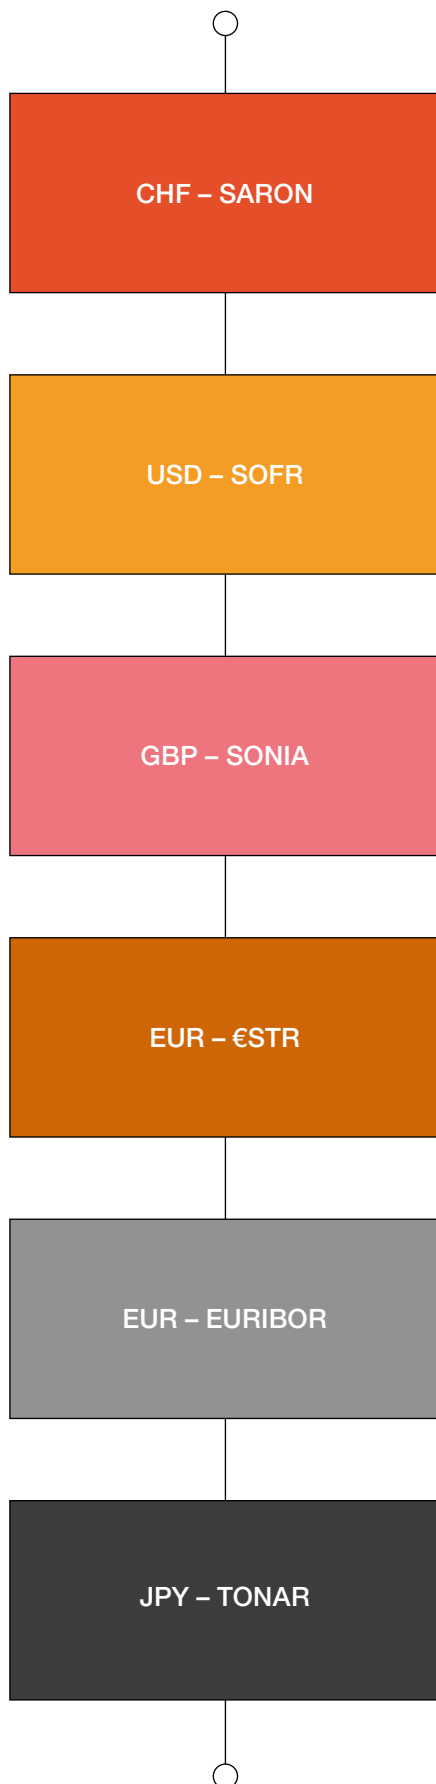 CHF – SARON
USD – SOFR
GBP – SONIA
EUR – €STR
EUR – EURIBOR
JPY – TONAR